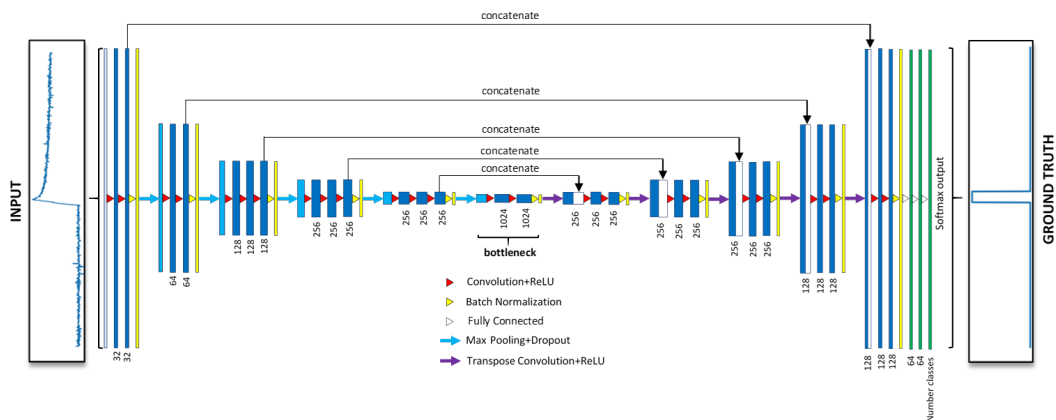 concatenate
concatenate
concatenate
concatenate
concatenate
INPUT
Softmax output
GROUND TRUTH
32
32
64
64
128
128
128
256
256
256
256
256
256
1024
1024
256
256
256
256
256
256
256
256
256
128
128
128
128
128
128
64
64
Number classes
bottleneck
Convolution+ReLU
Batch Normalization
Fully Connected
Max Pooling+Dropout
Transpose Convolution+ReLU